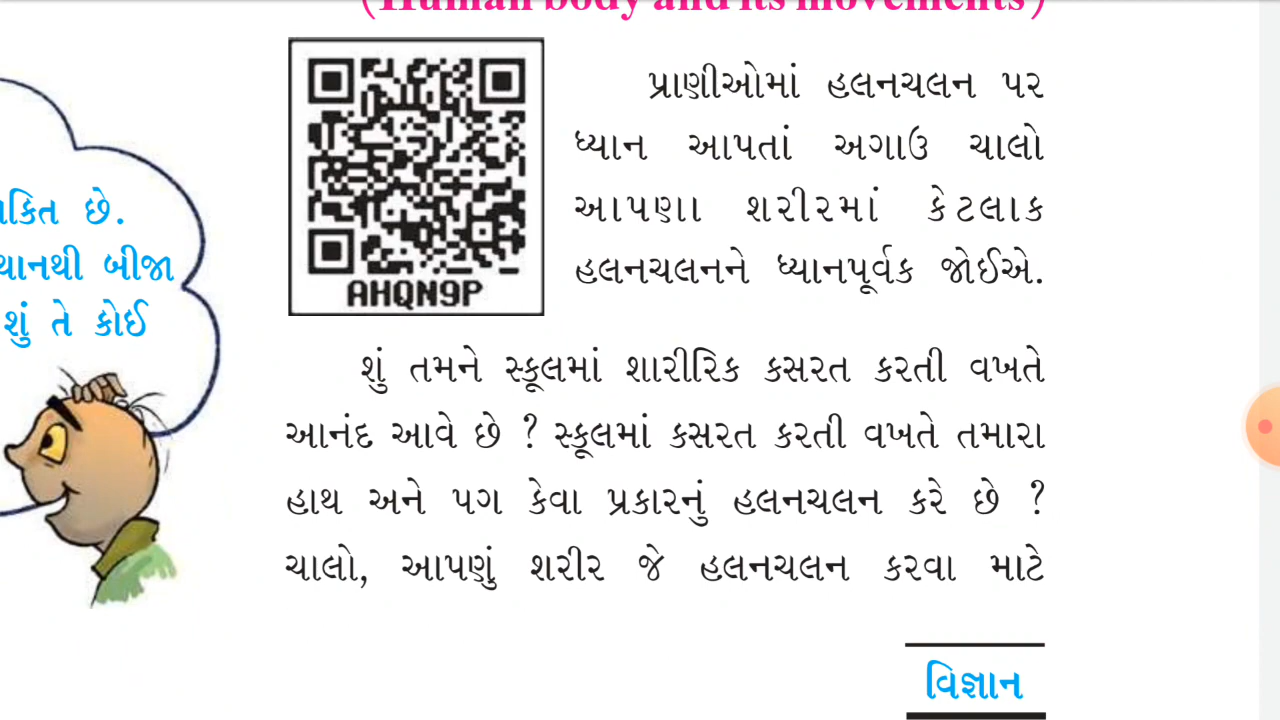 (Human body and its movements)
પ્રાણીઓમાં હલનચલન પર
ધ્યાન આપતાં અગાઉ ચાલો
આપણા શરીરમાં કેટલાક
હલનચલનને ધ્યાનપૂર્વક જોઈએ.
AHQN9P
છે.
બીજા
શું તે કોઈ
શું તમને સ્કૂલમાં શારીરિક કસરત કરતી વખતે
આનંદ આવે છે ? સ્કૂલમાં કસરત કરતી વખતે તમારા
હાથ અને પગ કેવા પ્રકારનું હલનચલન કરે છે ?
ચાલો, આપણું શરીર જે હલનચલન કરવા માટે
વિજ્ઞાન